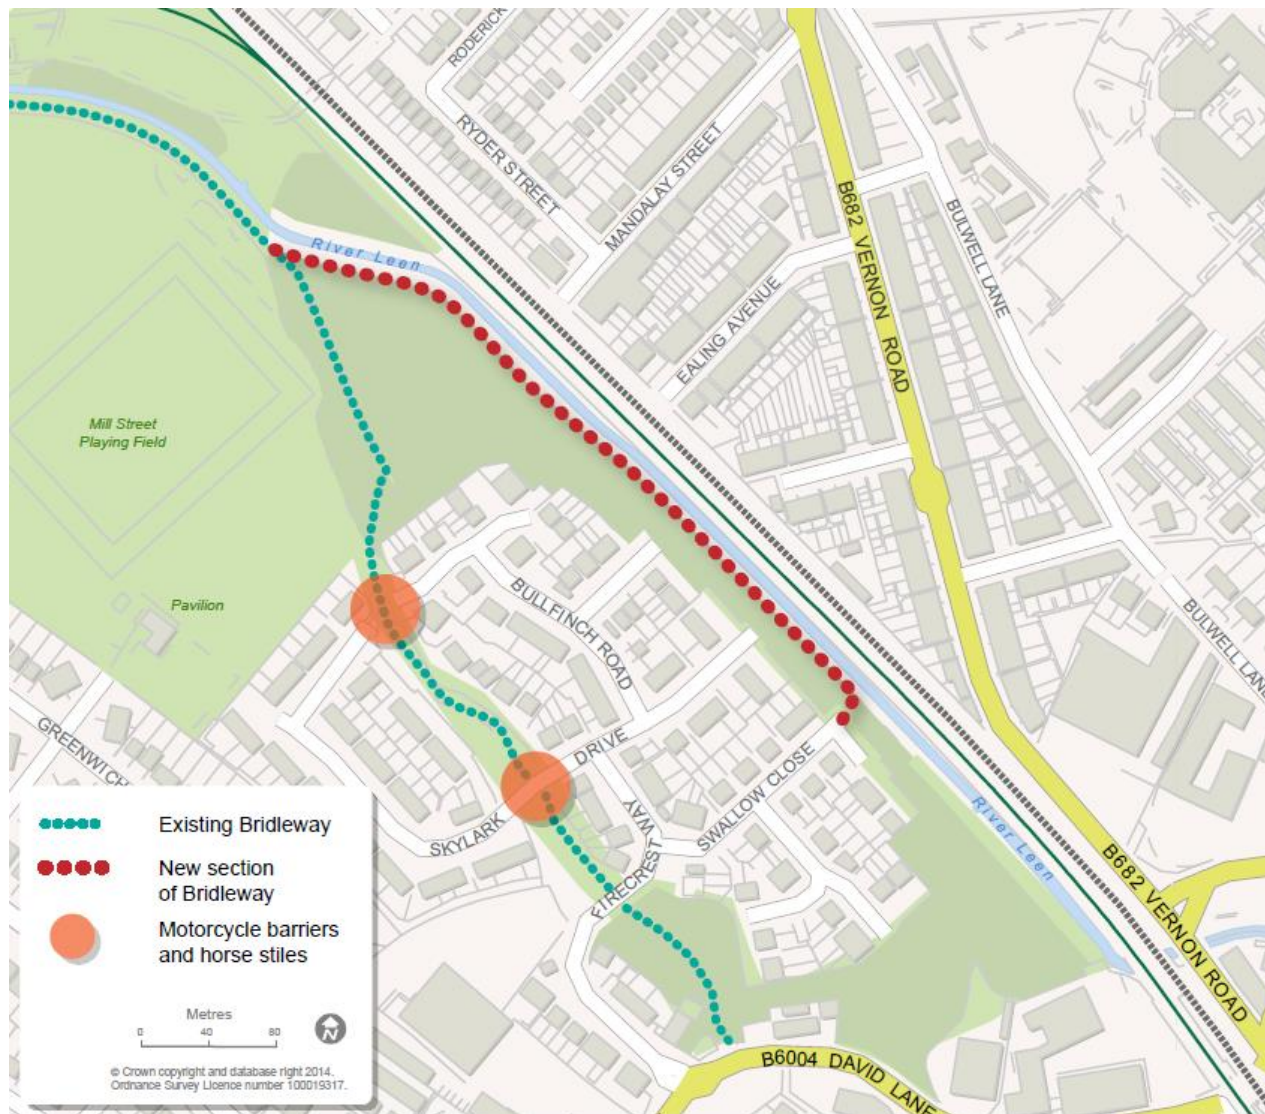 RODERICK
RYDER STREET
MANDALAY STREET
B682 VERNON ROAD
BULWELL LANE
River Leen
EALING AVENUE
Mill Street
Playing Field
Pavilion
BULLFINCH ROAD
BULWELL LANE
GREENWICH
SKYLARK DRIVE
FIRECREST WAY
SWALLOW CLOSE
River Leen
B682 VERNON ROAD
B6004 DAVID LANE
Existing Bridleway
New section
of Bridleway
Motorcycle barriers
and horse stiles
Metres
0 40 80
N
© Crown copyright and database right 2014.
Ordnance Survey Licence number 100019317.